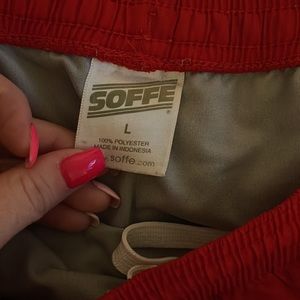 SOFFE®
L
100% POLYESTER
MADE IN INDONESIA
soffe.com